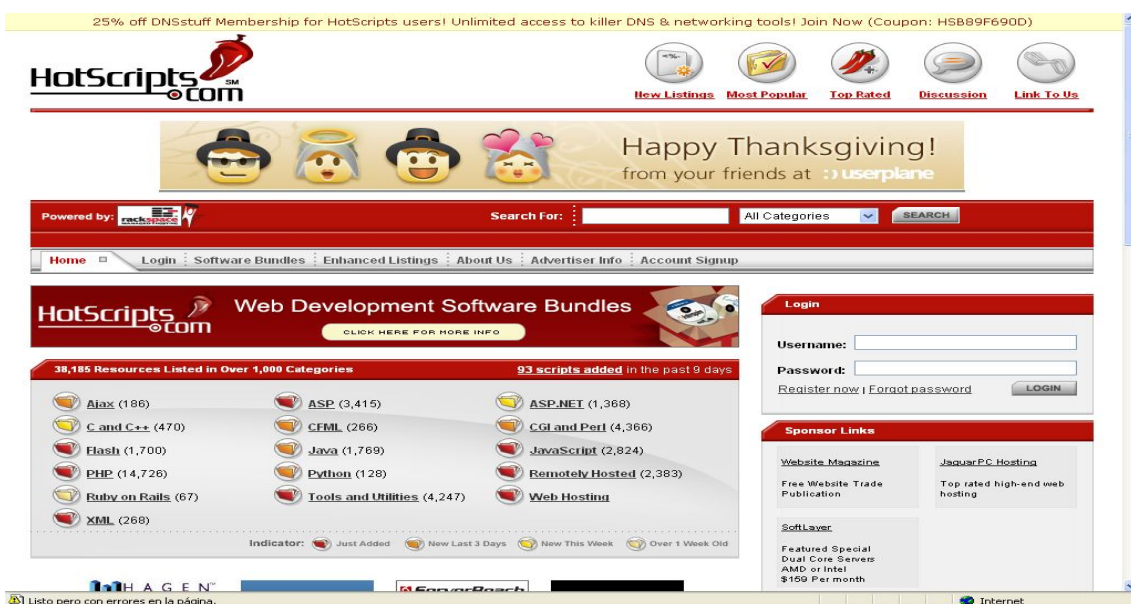 25% off DNSstuff Membership for HotScripts users! Unlimited access to killer DNS & networking tools! Join Now (Coupon: HSB89F690D)
HotScripts.com SM
New Listings Most Popular Top Rated Discussion Link To Us
Happy Thanksgiving!
from your friends at :) userplane
Powered by: rackspace MANAGED HOSTING Search For: All Categories SEARCH
Home Login Software Bundles Enhanced Listings About Us Advertiser Info Account Signup
HotScripts.com Web Development Software Bundles
CLICK HERE FOR MORE INFO
38,185 Resources Listed in Over 1,000 Categories 93 scripts added in the past 9 days
Ajax (186) ASP (3,415) ASP.NET (1,368)
C and C++ (470) CFML (266) CGI and Perl (4,366)
Flash (1,700) Java (1,769) JavaScript (2,824)
PHP (14,726) Python (128) Remotely Hosted (2,383)
Ruby on Rails (67) Tools and Utilities (4,247) Web Hosting
XML (268)
Indicator: Just Added New Last 3 Days New This Week Over 1 Week Old
Login
Username:
Password:
Register now | Forgot password LOGIN
Sponsor Links
Website Magazine
Free Website Trade
Publication
JaguarPC Hosting
Top rated high-end web
hosting
SoftLayer
Featured Special
Dual Core Servers
AMD or Intel
$159 Per month
HAGEN
ServerBeach
Listo pero con errores en la página. Internet